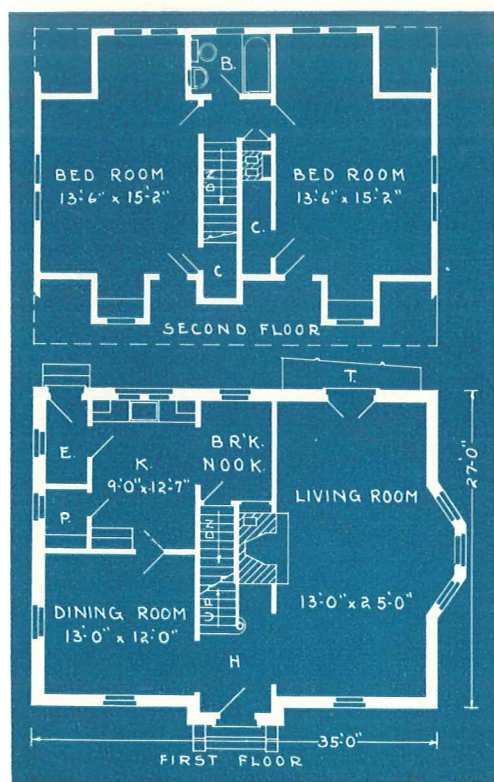 B.
BED ROOM
13'-6" x 15'-2"
DN
C.
BED ROOM
13'-6" x 15'-2"
C
SECOND FLOOR
T.
E.
K.
9'-0" x 12'-7"
BR'K.
NOOK.
LIVING ROOM
13'-0" x 25'-0"
27'-0"
P.
DN
UP
DINING ROOM
13'-0" x 12'-0"
H
35'-0"
FIRST FLOOR